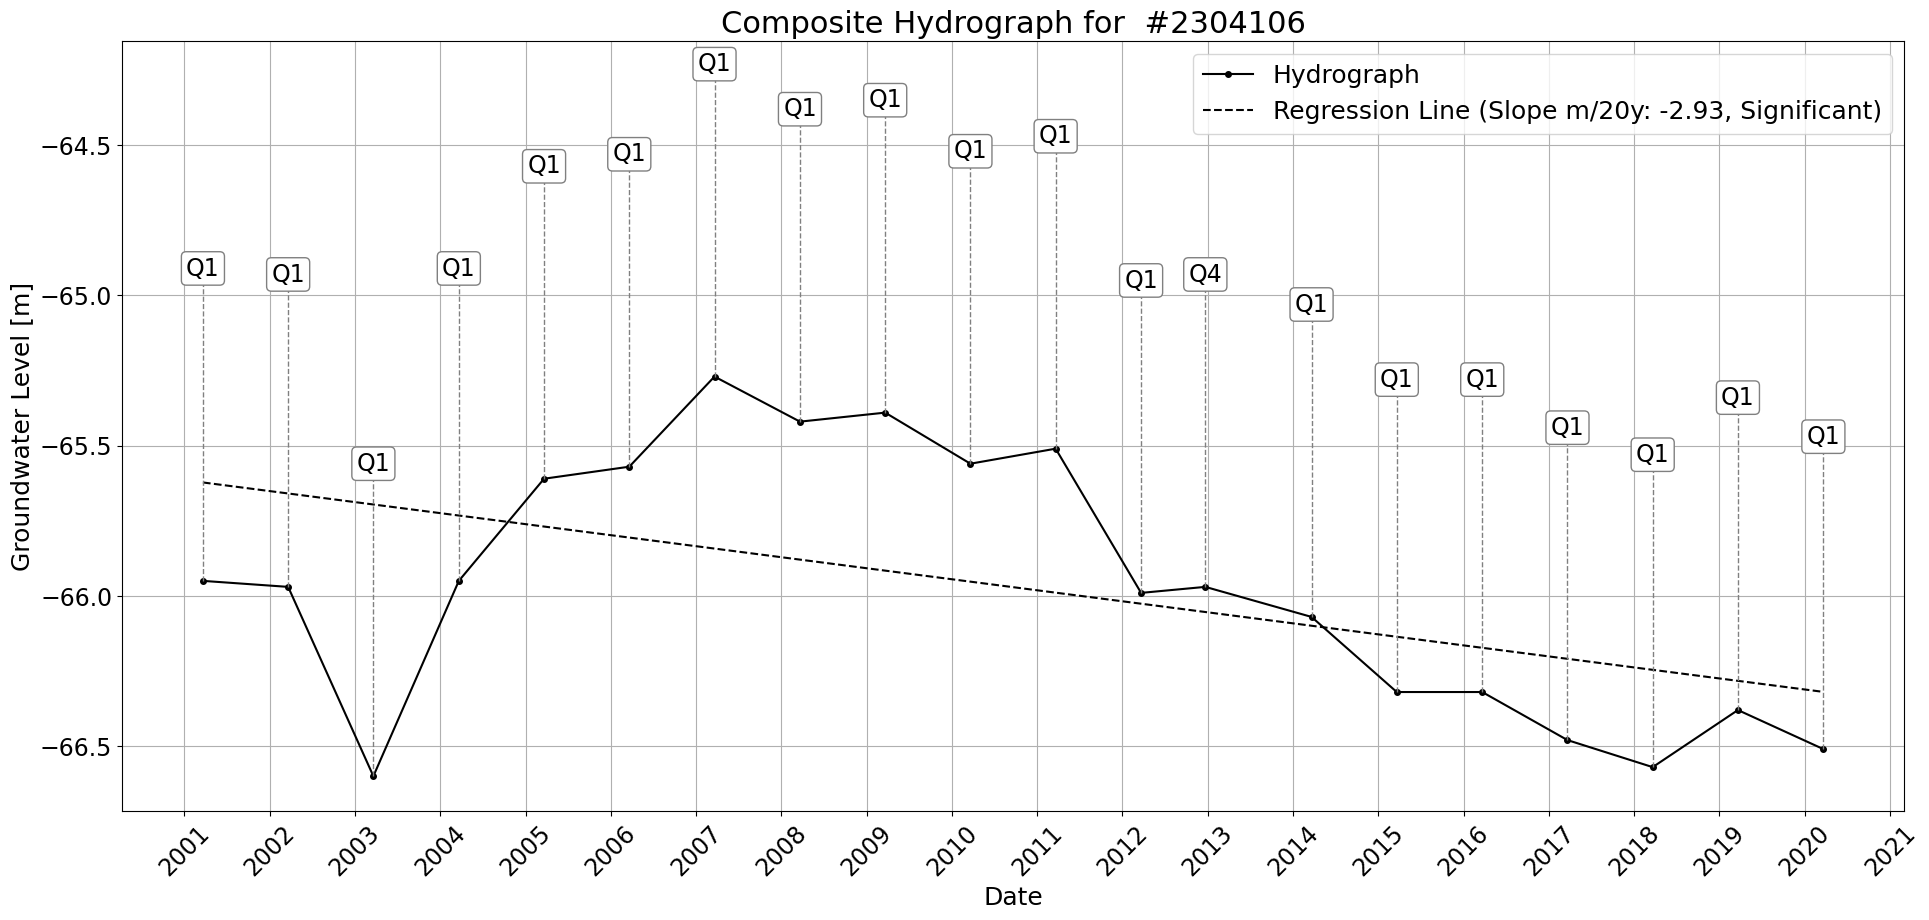 Composite Hydrograph for  #2304106
Hydrograph
Regression Line (Slope m/20y: -2.93, Significant)
Groundwater Level [m]
−64.5
−65.0
−65.5
−66.0
−66.5
Q1
Q1
Q1
Q1
Q1
Q1
Q1
Q1
Q1
Q1
Q1
Q1
Q4
Q1
Q1
Q1
Q1
Q1
Q1
Q1
2001
2002
2003
2004
2005
2006
2007
2008
2009
2010
2011
2012
2013
2014
2015
2016
2017
2018
2019
2020
2021
Date